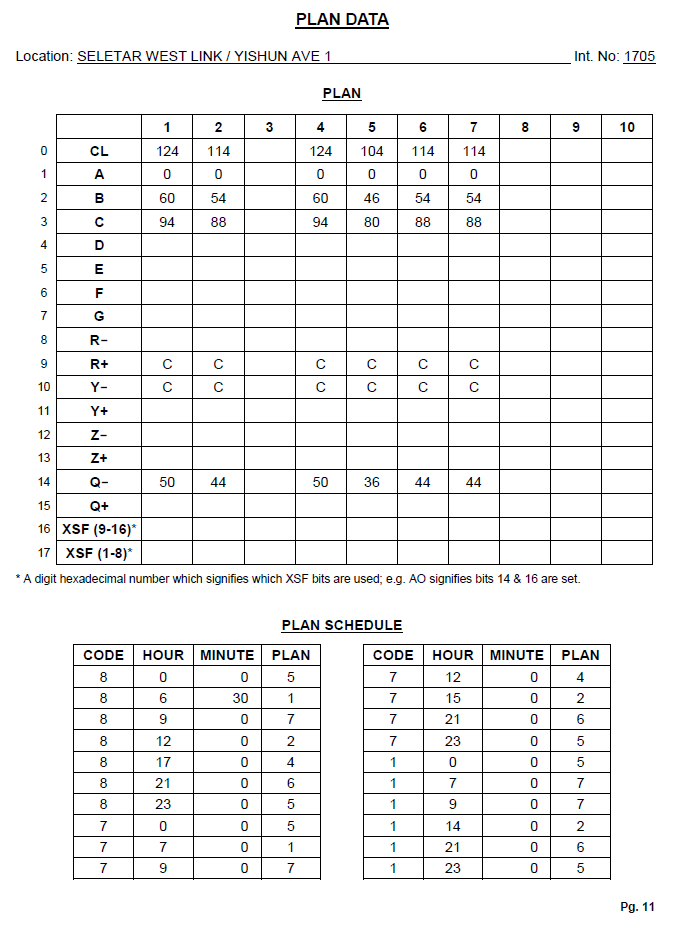 PLAN DATA
Location: SELETAR WEST LINK / YISHUN AVE 1 Int. No: 1705
PLAN
1 2 3 4 5 6 7 8 9 10
0 CL 124 114 124 104 114 114
1 A 0 0 0 0 0 0
2 B 60 54 60 46 54 54
3 C 94 88 94 80 88 88
4 D
5 E
6 F
7 G
8 R−
9 R+ C C C C C C
10 Y− C C C C C C
11 Y+
12 Z−
13 Z+
14 Q− 50 44 50 36 44 44
15 Q+
16 XSF (9-16)*
17 XSF (1-8)*
* A digit hexadecimal number which signifies which XSF bits are used; e.g. AO signifies bits 14 & 16 are set.
PLAN SCHEDULE
CODE HOUR MINUTE PLAN CODE HOUR MINUTE PLAN
8 0 0 5 7 12 0 4
8 6 30 1 7 15 0 2
8 9 0 7 7 21 0 6
8 12 0 2 7 23 0 5
8 17 0 4 1 0 0 5
8 21 0 6 1 7 0 7
8 23 0 5 1 9 0 7
7 0 0 5 1 14 0 2
7 7 0 1 1 21 0 6
7 9 0 7 1 23 0 5
Pg. 11